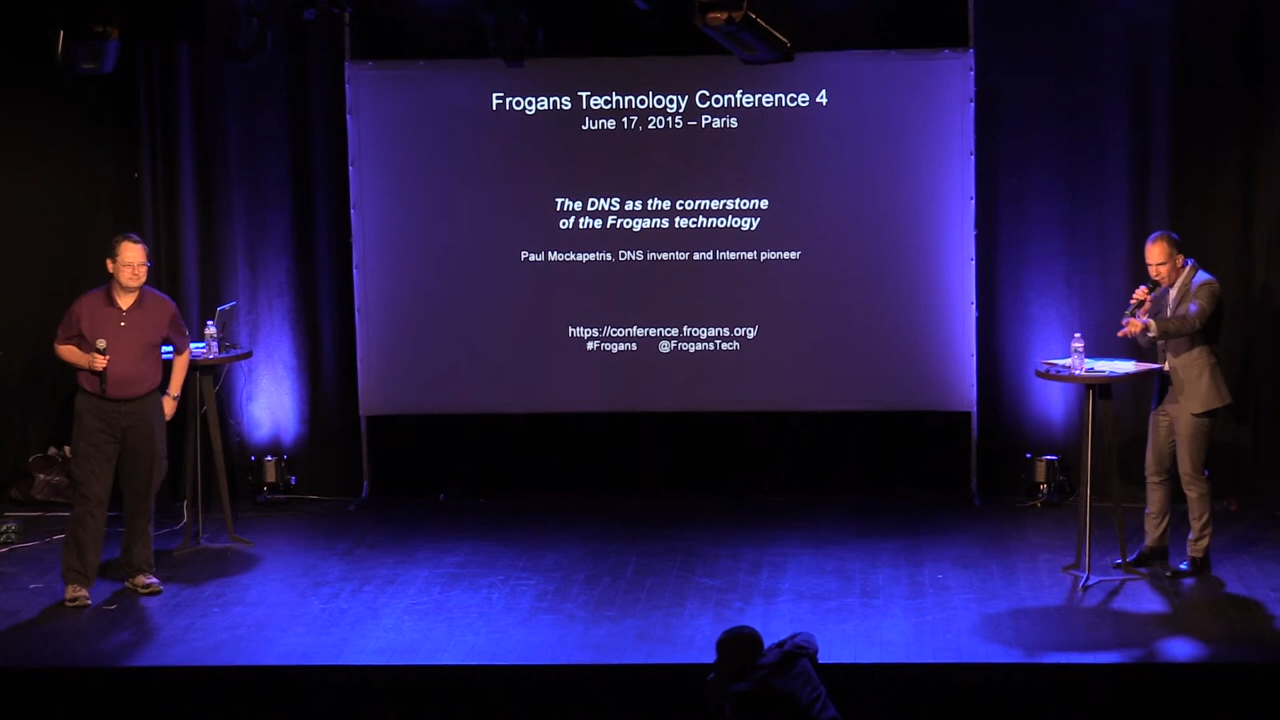 Frogans Technology Conference 4
June 17, 2015 – Paris
The DNS as the cornerstone
of the Frogans technology
Paul Mockapetris, DNS inventor and Internet pioneer
https://conference.frogans.org/
#Frogans @FrogansTech